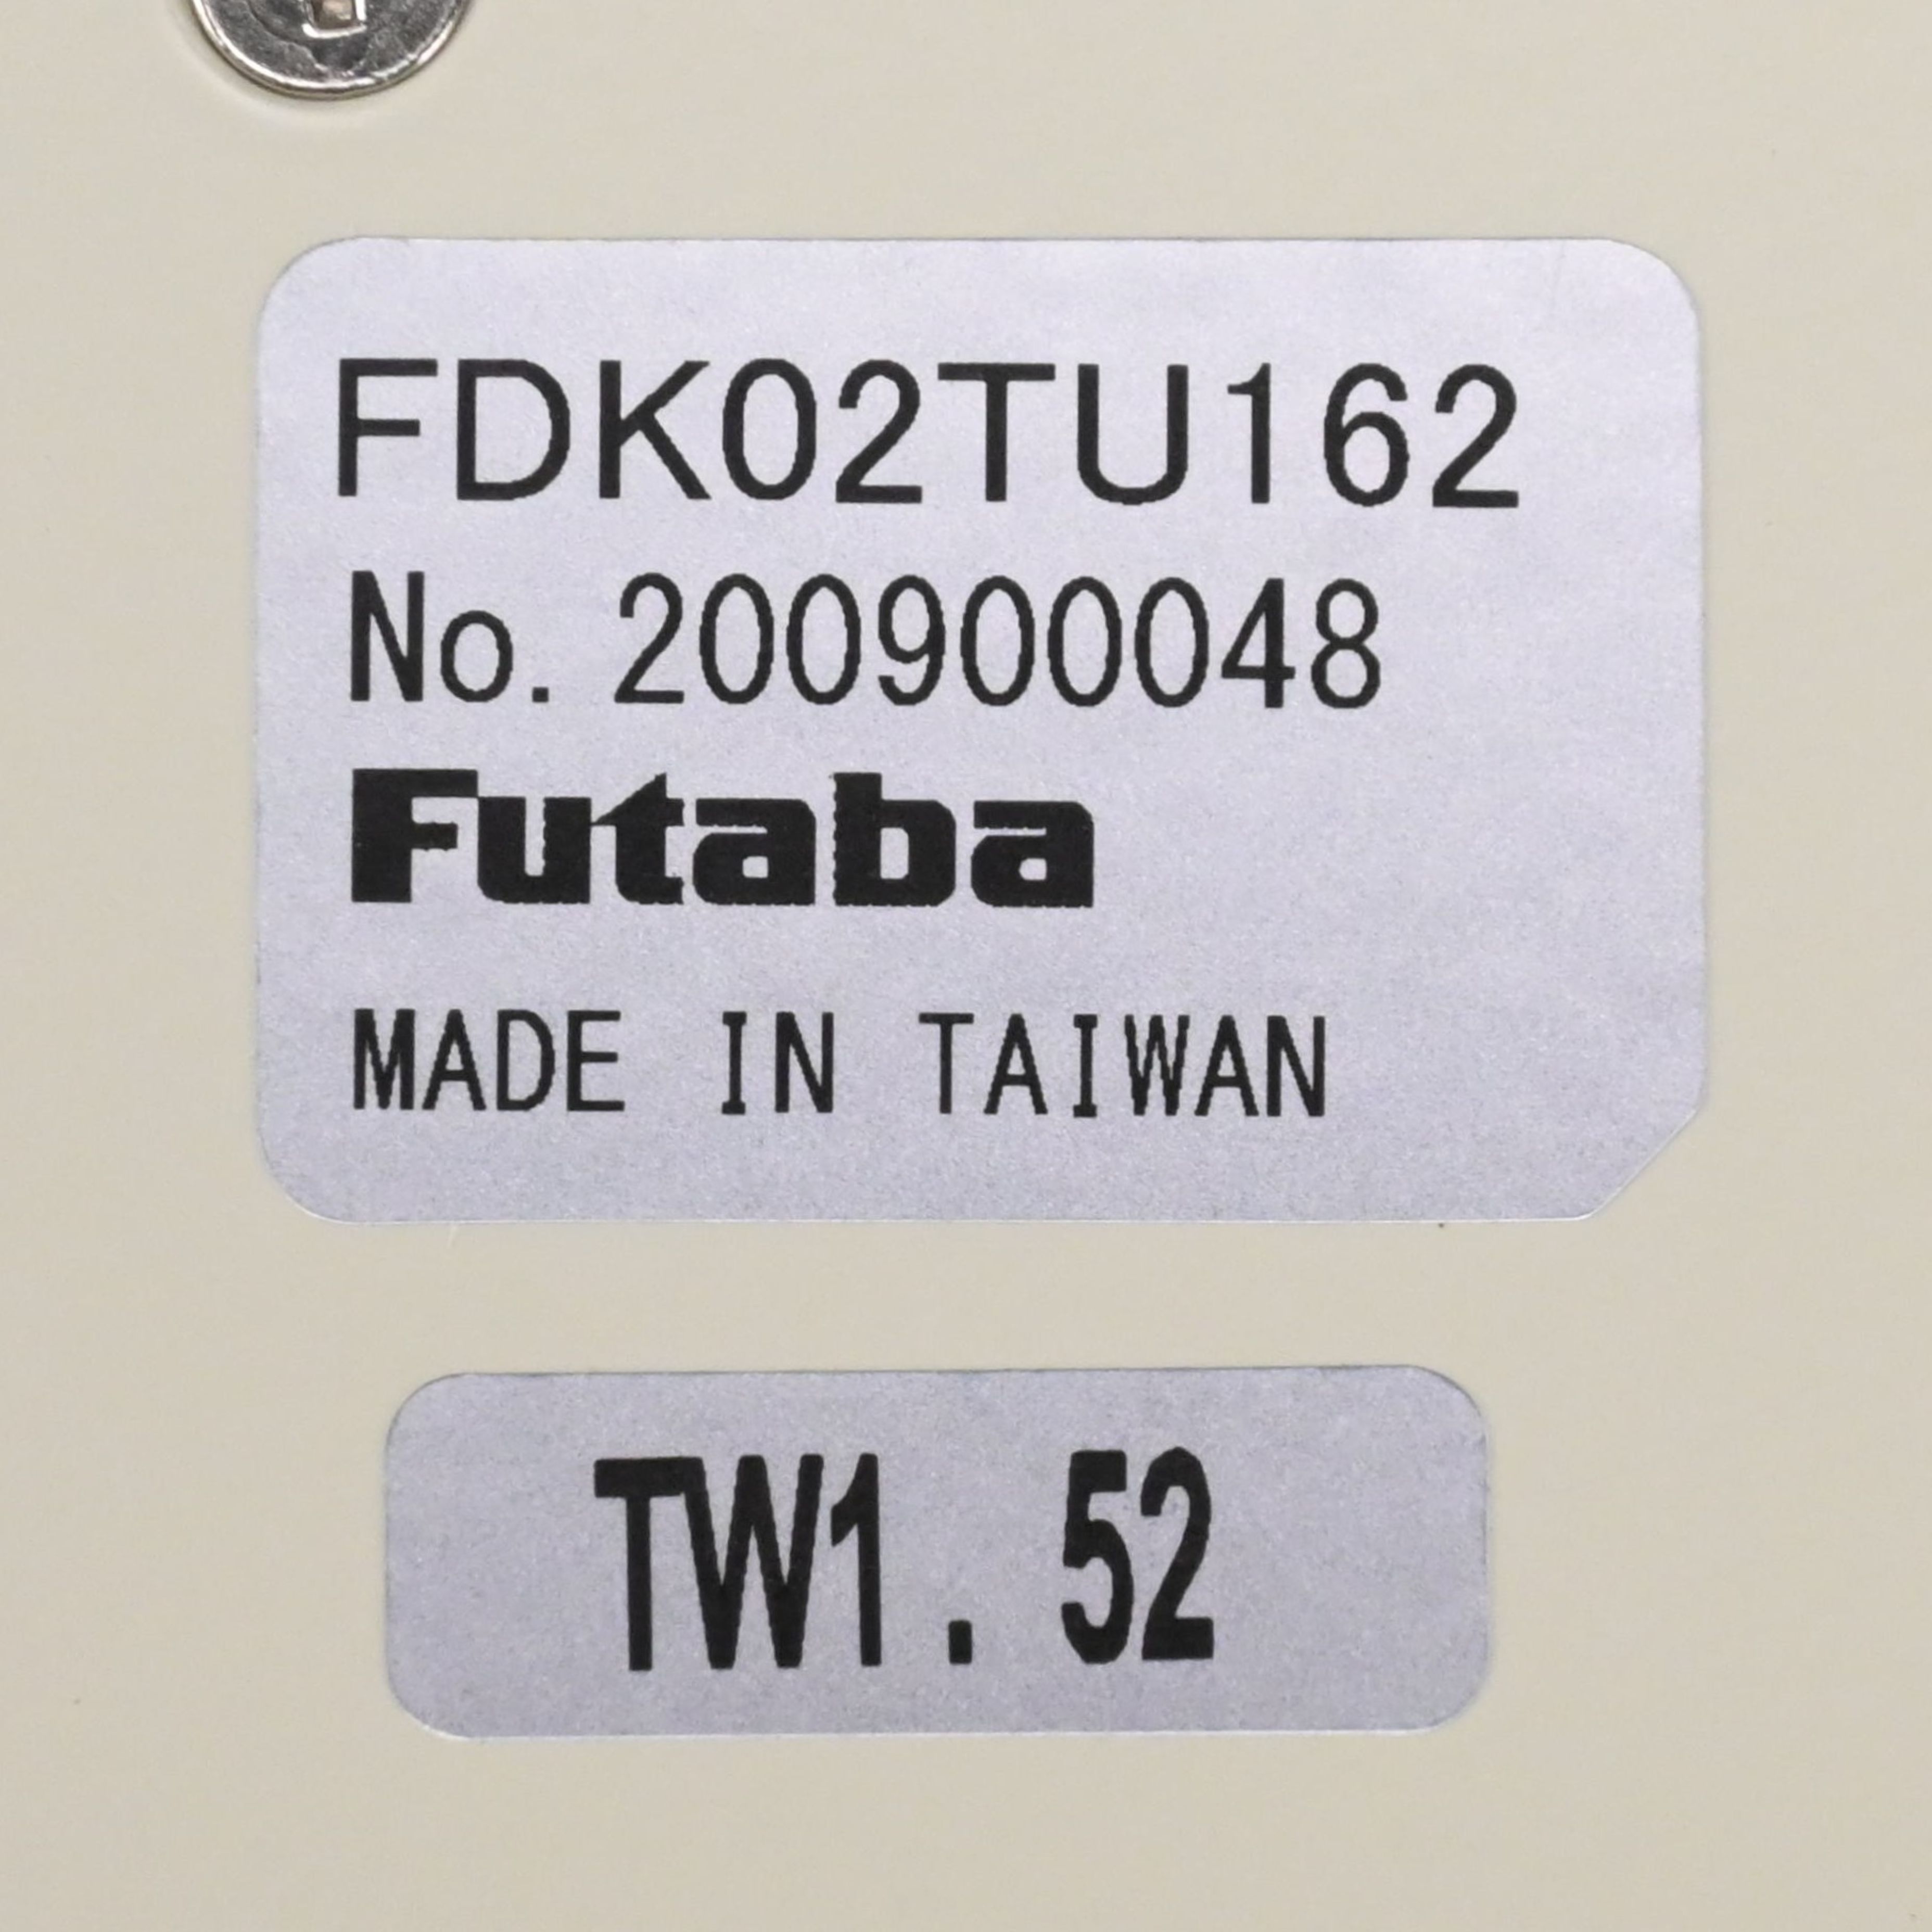 FDK02TU162
No. 200900048
Futaba
MADE IN TAIWAN
TW1.52